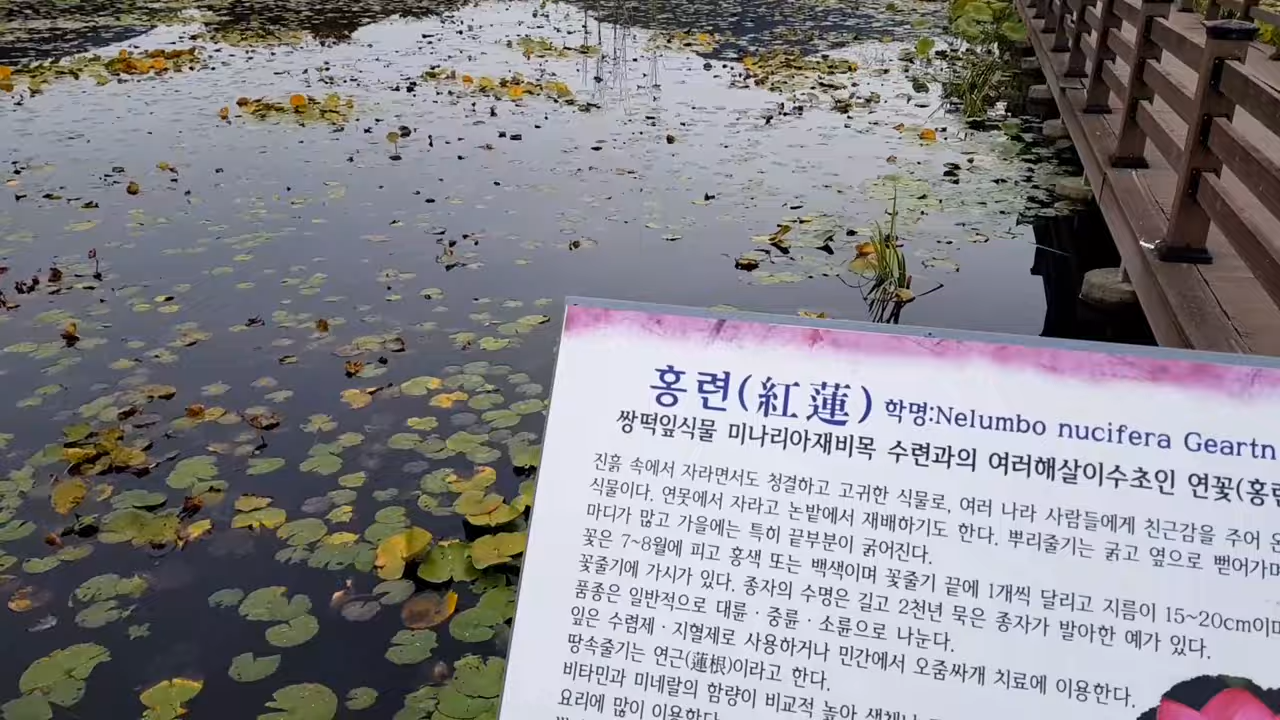 홍련(紅蓮) 학명:Nelumbo nucifera Geartn
쌍떡잎식물 미나리아재비목 수련과의 여러해살이수초인 연꽃(홍련
진흙 속에서 자라면서도 청결하고 고귀한 식물로, 여러 나라 사람들에게 친근감을 주어 온
식물이다. 연못에서 자라고 논밭에서 재배하기도 한다. 뿌리줄기는 굵고 옆으로 뻗어가며
마디가 많고 가을에는 특히 끝부분이 굵어진다.
꽃은 7~8월에 피고 홍색 또는 백색이며 꽃줄기 끝에 1개씩 달리고 지름이 15~20cm이며
꽃줄기에 가시가 있다. 종자의 수명은 길고 2천년 묵은 종자가 발아한 예가 있다.
품종은 일반적으로 대륜·중륜·소륜으로 나눈다.
잎은 수렴제·지혈제로 사용하거나 민간에서 오줌싸개 치료에 이용한다.
땅속줄기는 연근(蓮根)이라고 한다.
비타민과 미네랄의 함량이 비교적 높아 생채나
요리에 많이 이용한다.